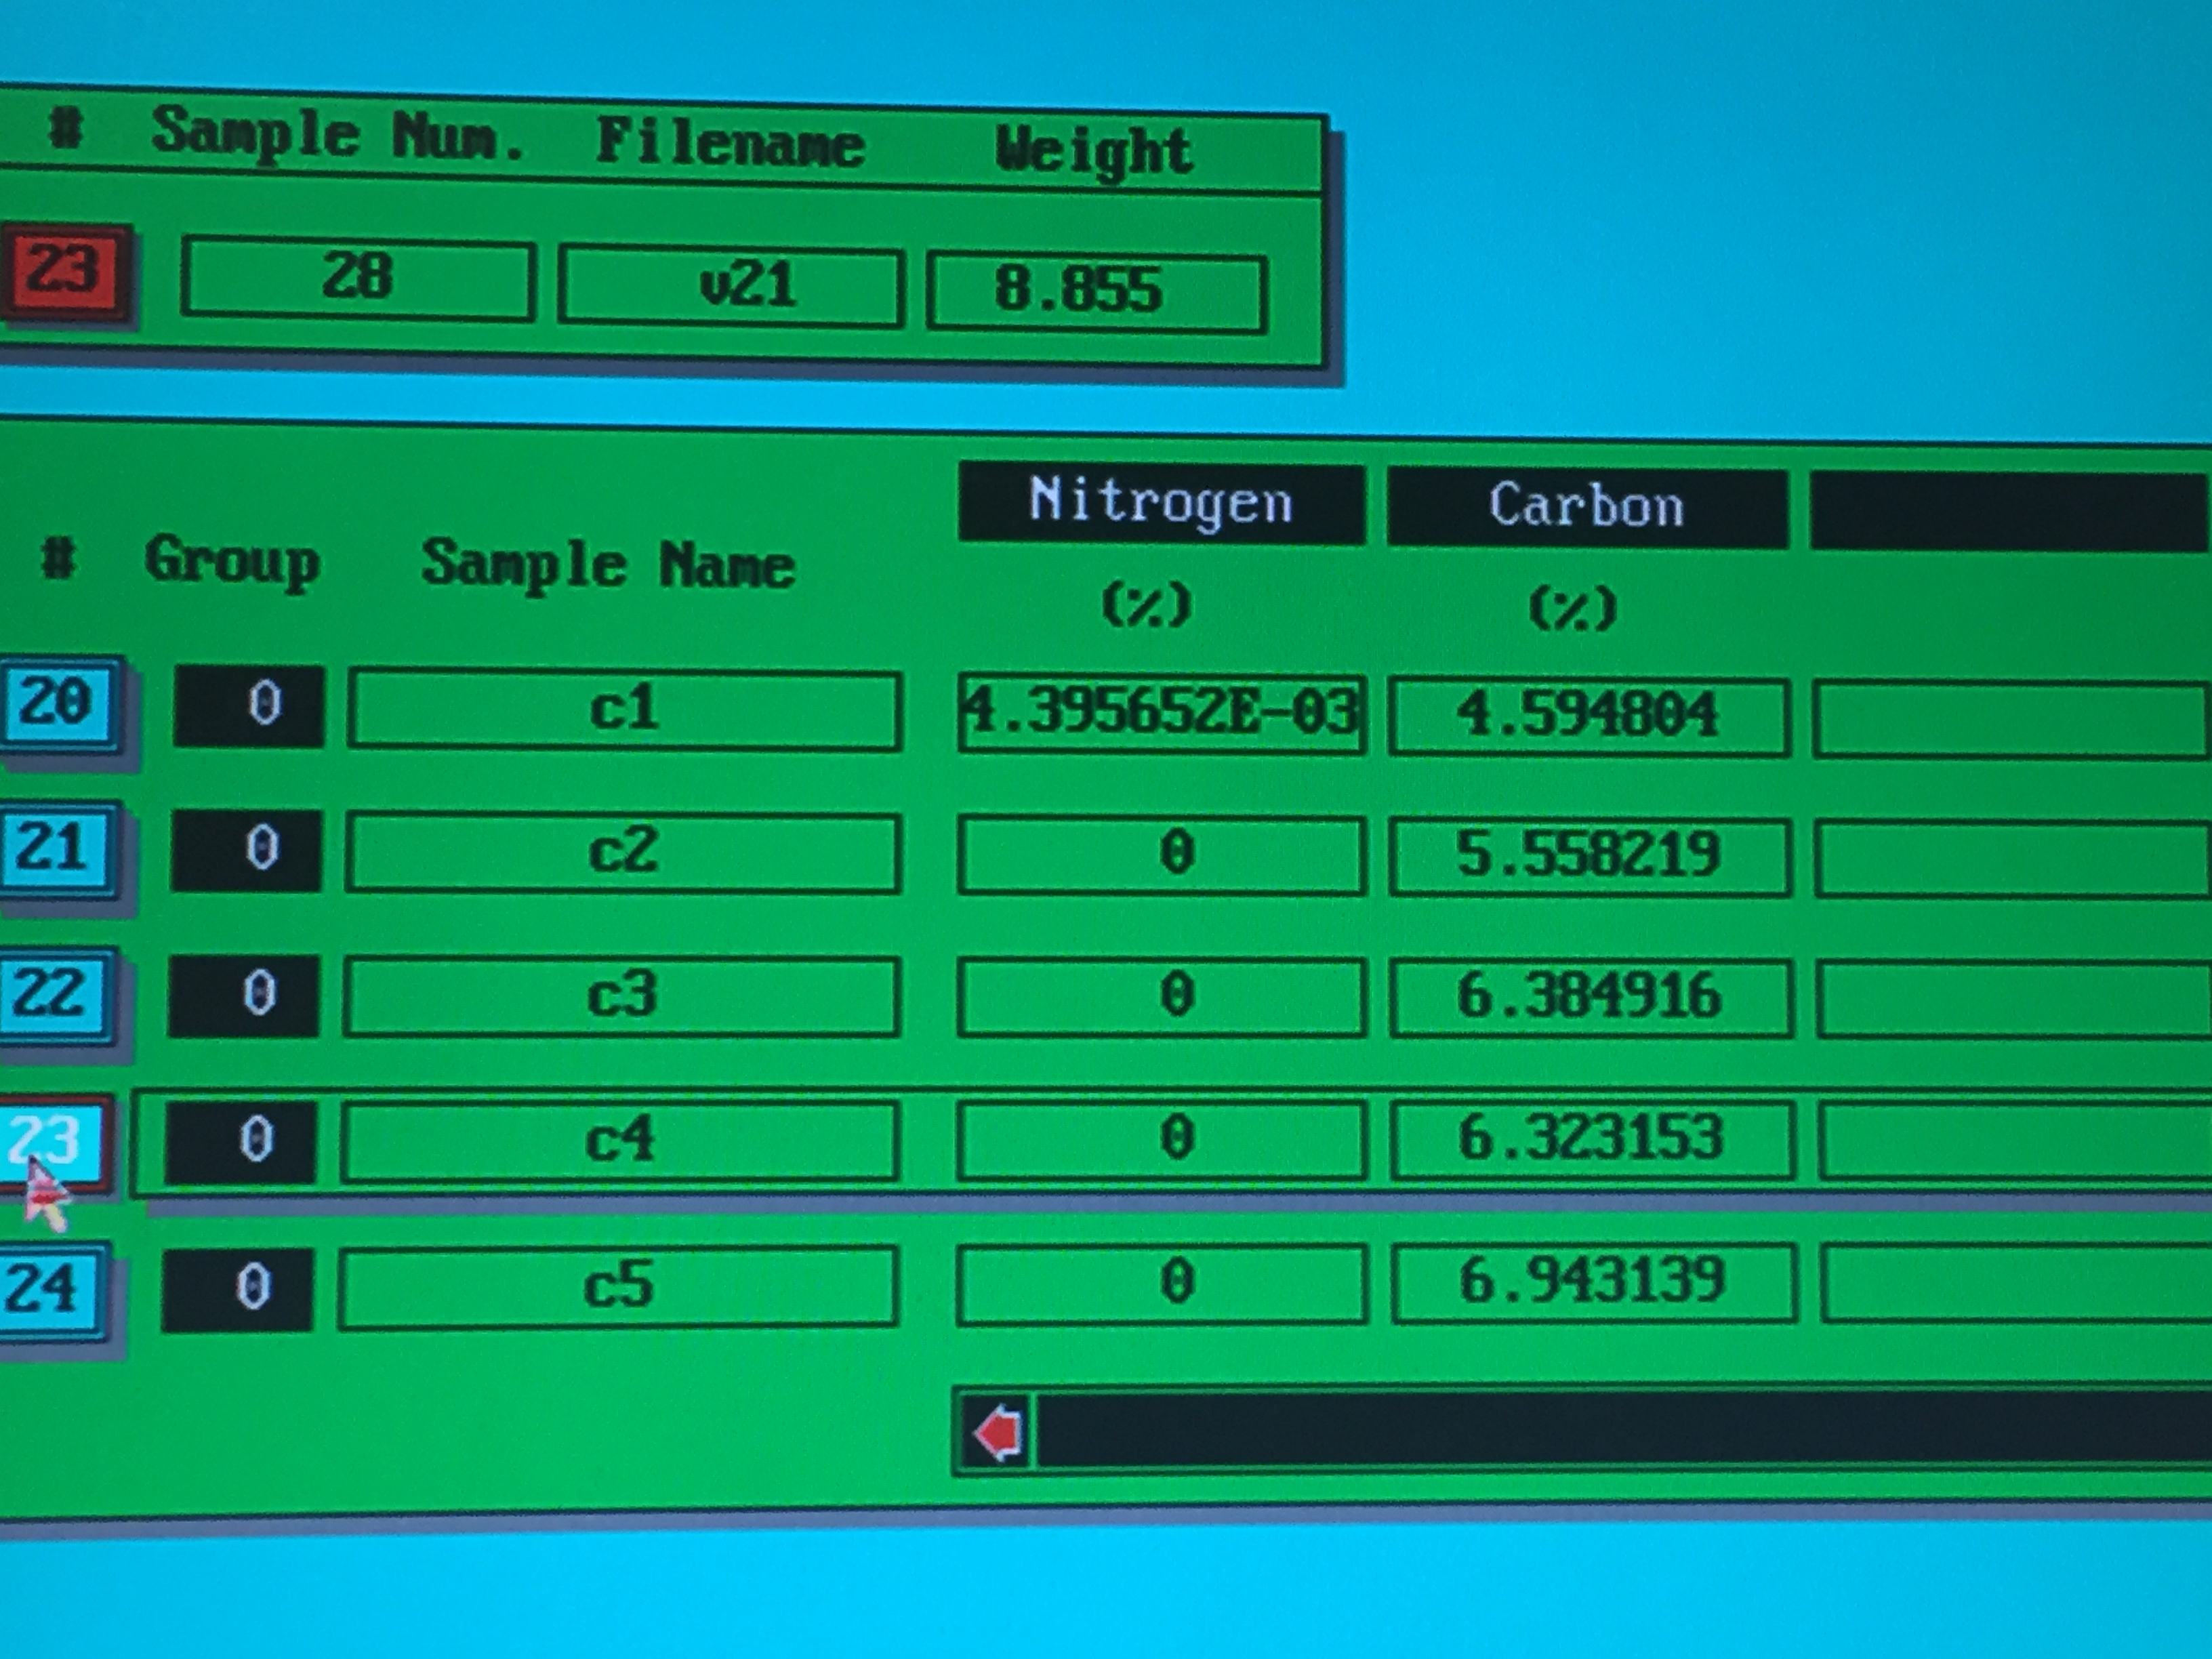 # Sample Num. Filename Weight
23 28 v21 8.855
Nitrogen Carbon
# Group Sample Name (%) (%)
20 0 c1 4.395652E-03 4.594804
21 0 c2 0 5.558219
22 0 c3 0 6.384916
23 0 c4 0 6.323153
24 0 c5 0 6.943139